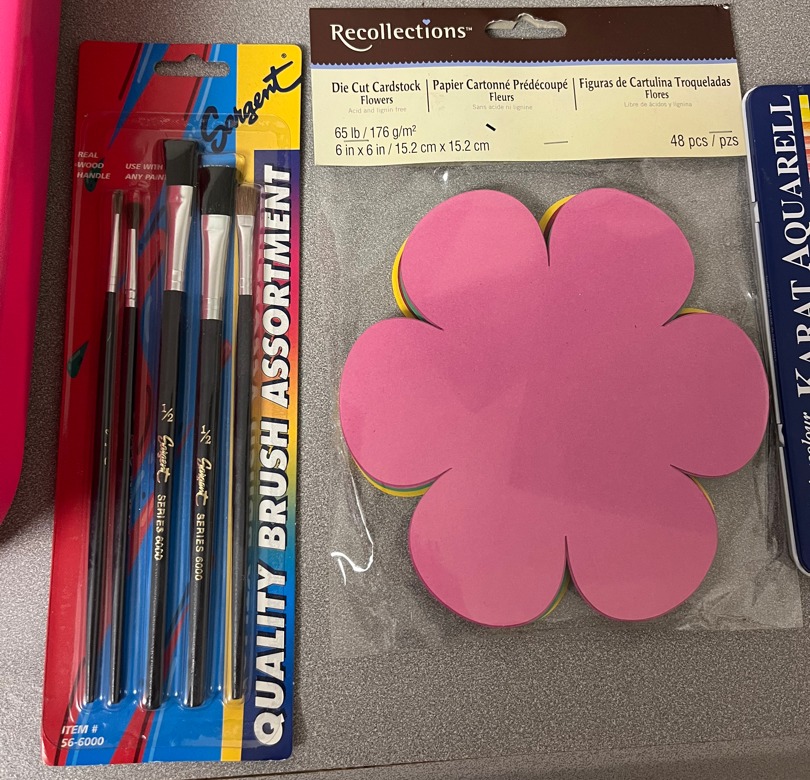 Sargent
REAL
WOOD
HANDLE
USE WITH
ANY PAINT
QUALITY BRUSH ASSORTMENT
1/2
Sargent
SERIES 6000
1/2
Sargent
SERIES 6000
ITEM #
56-6000
Recollections™
Die Cut Cardstock
Flowers
Acid and lignin free
Papier Cartonné Prédécoupé
Fleurs
Sans acide ni lignine
Figuras de Cartulina Troqueladas
Flores
Libre de ácidos y lignina
65 lb / 176 g/m²
6 in x 6 in / 15.2 cm x 15.2 cm
48 pcs / pzs
KARAT AQUARELL